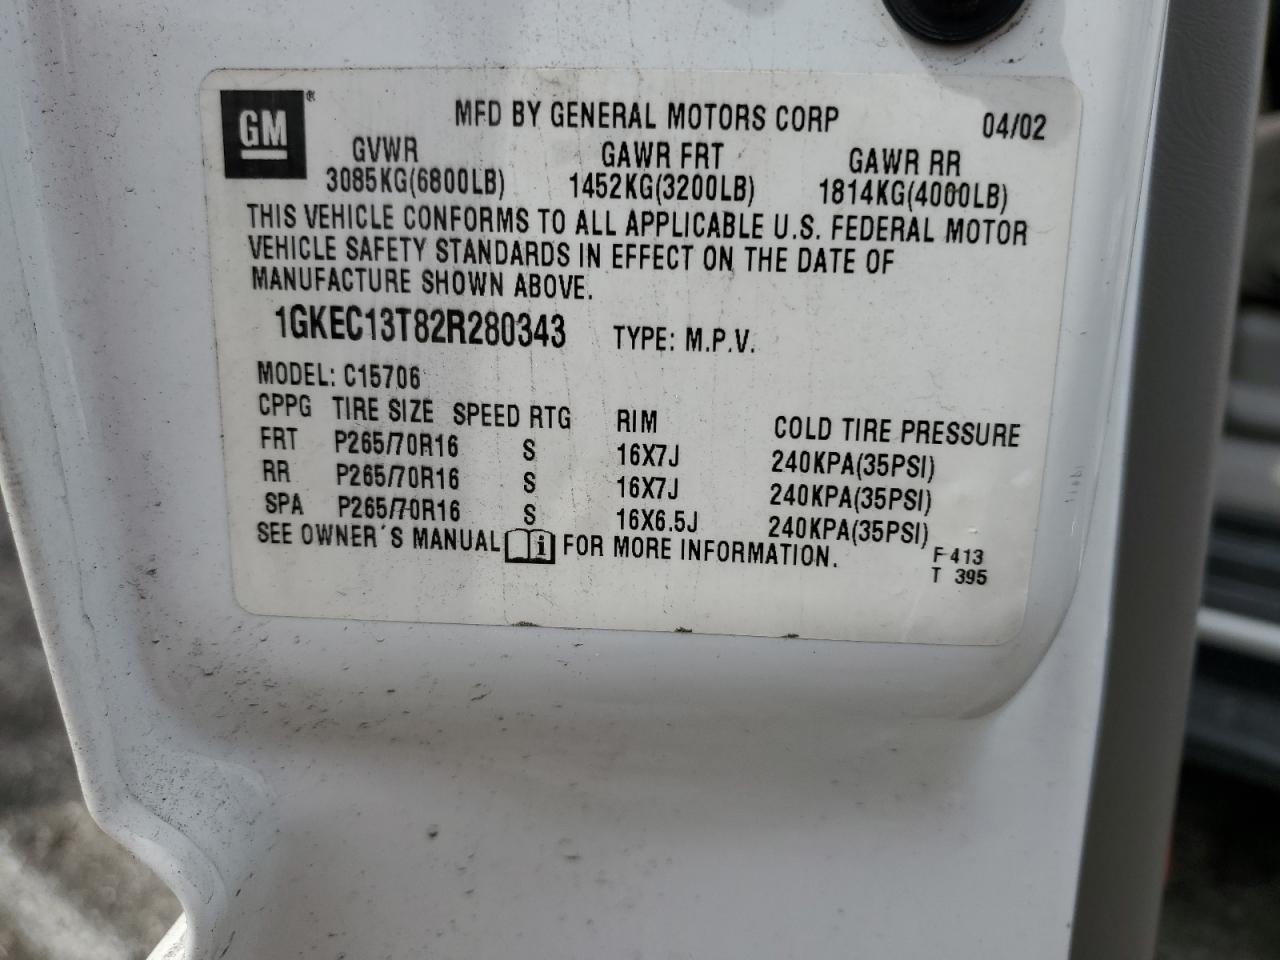 GM®
MFD BY GENERAL MOTORS CORP 04/02
GVWR GAWR FRT GAWR RR
3085KG(6800LB) 1452KG(3200LB) 1814KG(4000LB)
THIS VEHICLE CONFORMS TO ALL APPLICABLE U.S. FEDERAL MOTOR
VEHICLE SAFETY STANDARDS IN EFFECT ON THE DATE OF
MANUFACTURE SHOWN ABOVE.
1GKEC13T82R280343 TYPE: M.P.V.
MODEL: C15706
CPPG TIRE SIZE SPEED RTG RIM COLD TIRE PRESSURE
FRT P265/70R16 S 16X7J 240KPA(35PSI)
RR P265/70R16 S 16X7J 240KPA(35PSI)
SPA P265/70R16 S 16X6.5J 240KPA(35PSI)
SEE OWNER´S MANUAL i FOR MORE INFORMATION.
F 413
T 395